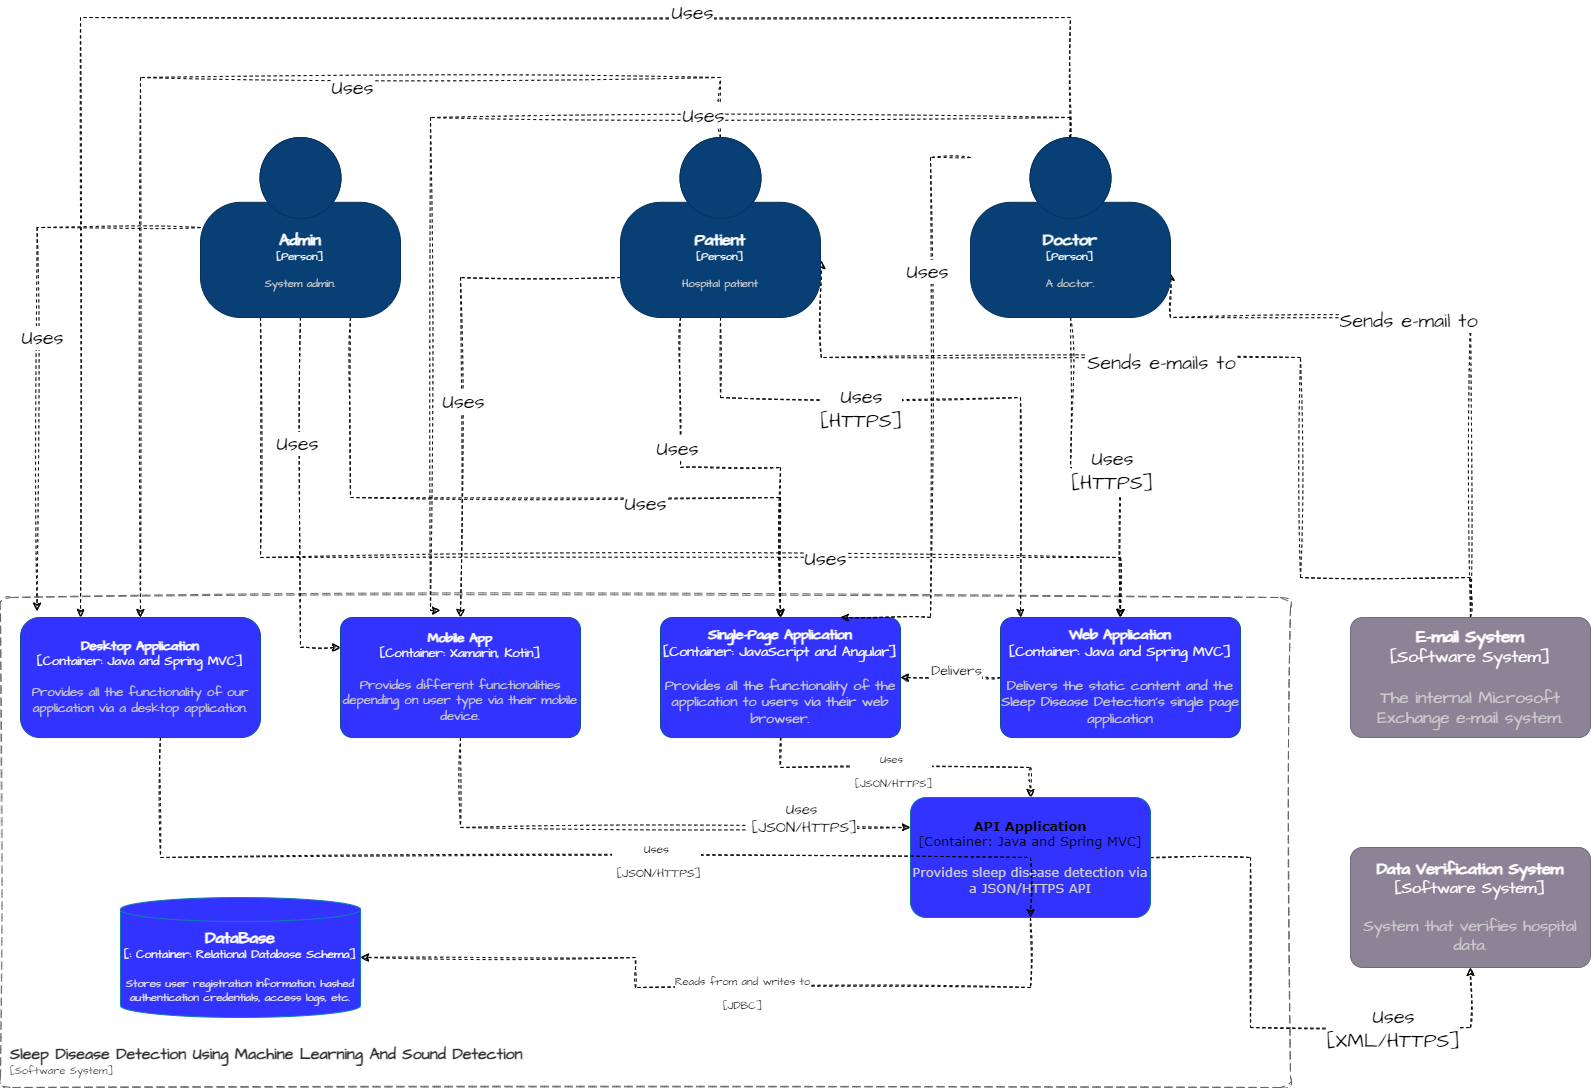 Uses
Uses
Uses
Admin
[Person]
System admin.
Patient
[Person]
Hospital patient
Doctor
[Person]
A doctor.
Uses
Uses
Sends e-mail to
Sends e-mails to
Uses
Uses
[HTTPS]
Uses
Uses
Uses
[HTTPS]
Uses
Uses
Desktop Application
[Container: Java and Spring MVC]
Provides all the functionality of our
application via a desktop application.
Mobile App
[Container: Xamarin, Kotin]
Provides different functionalities
depending on user type via their mobile
device.
Single-Page Application
[Container: JavaScript and Angular]
Provides all the functionality of the
application to users via their web
browser.
Delivers
Web Application
[Container: Java and Spring MVC]
Delivers the static content and the
Sleep Disease Detection's single page
application
E-mail System
[Software System]
The internal Microsoft
Exchange e-mail system.
Uses
[JSON/HTTPS]
Uses
[JSON/HTTPS]
Uses
[JSON/HTTPS]
API Application
[Container: Java and Spring MVC]
Provides sleep disease detection via
a JSON/HTTPS API
Data Verification System
[Software System]
System that verifies hospital
data.
DataBase
[: Container: Relational Database Schema]
Stores user registration information, hashed
authentication credentials, access logs, etc.
Reads from and writes to
[JDBC]
Uses
[XML/HTTPS]
Sleep Disease Detection Using Machine Learning And Sound Detection
[Software System]